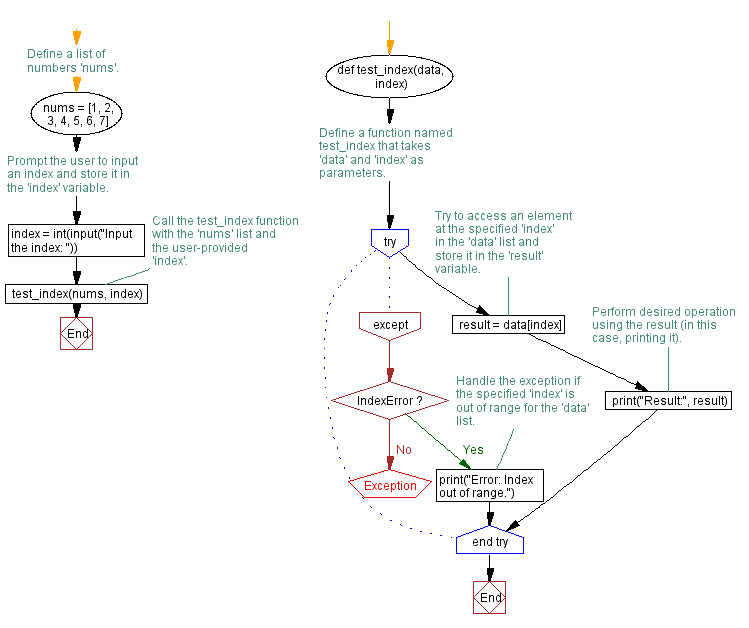 Define a list of
numbers 'nums'.
nums = [1, 2,
3, 4, 5, 6, 7]
Prompt the user to input
an index and store it in
the 'index' variable.
index = int(input("Input
the index: "))
Call the test_index function
with the 'nums' list and
the user-provided
'index'.
test_index(nums, index)
End
def test_index(data,
index)
Define a function named
test_index that takes
'data' and 'index' as
parameters.
try
Try to access an element
at the specified 'index'
in the 'data' list and
store it in the 'result'
variable.
except
result = data[index]
Perform desired operation
using the result (in this
case, printing it).
IndexError ?
Handle the exception if
the specified 'index' is
out of range for the 'data'
list.
print("Result:", result)
No
Yes
Exception
print("Error: Index
out of range.")
end try
End